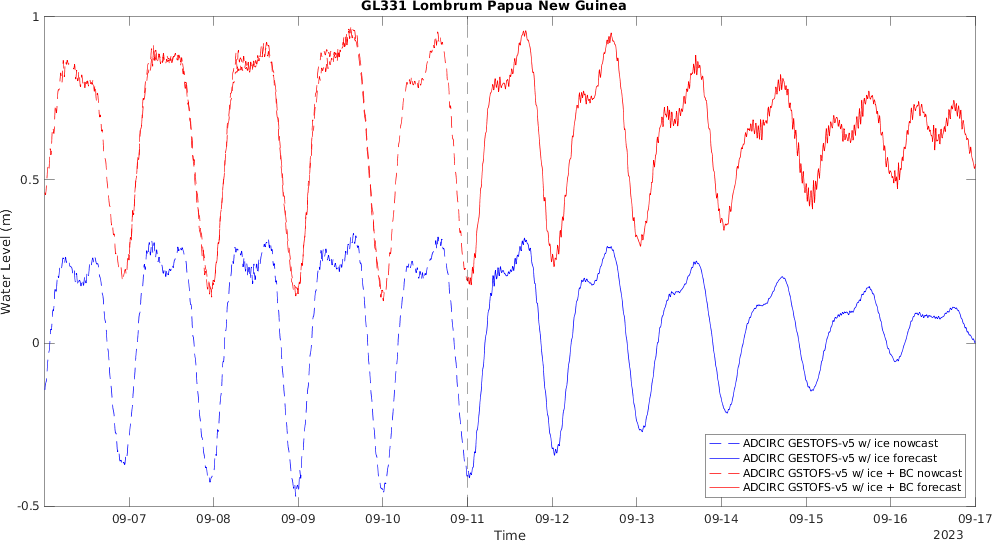 GL331 Lombrum Papua New Guinea
1
0.5
0
-0.5
Water Level (m)
ADCIRC GESTOFS-v5 w/ ice nowcast
ADCIRC GESTOFS-v5 w/ ice forecast
ADCIRC GSTOFS-v5 w/ ice + BC nowcast
ADCIRC GSTOFS-v5 w/ ice + BC forecast
09-07 09-08 09-09 09-10 09-11 09-12 09-13 09-14 09-15 09-16 09-17
Time
2023